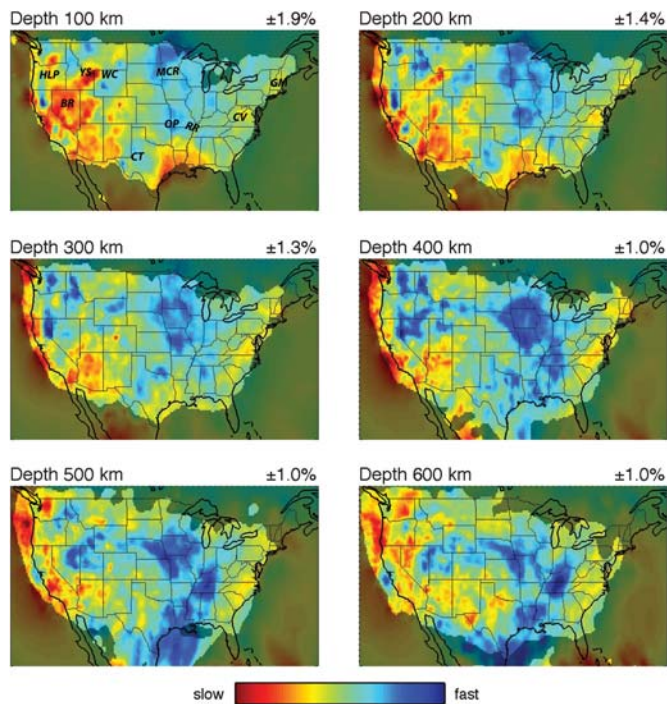 Depth 100 km ±1.9%
Depth 200 km ±1.4%
HLP YS WC MCR GM
BR OP RR CV
CT
Depth 300 km ±1.3%
Depth 400 km ±1.0%
Depth 500 km ±1.0%
Depth 600 km ±1.0%
slow fast